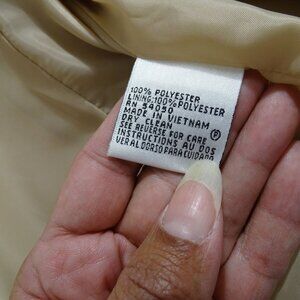 100% POLYESTER
LINING:100% POLYESTER
RN 54050
MADE IN VIETNAM
DRY CLEAN ®
SEE REVERSE FOR CARE
INSTRUCTIONS AU DOS
VER AL DORSO PARA CUIDADO